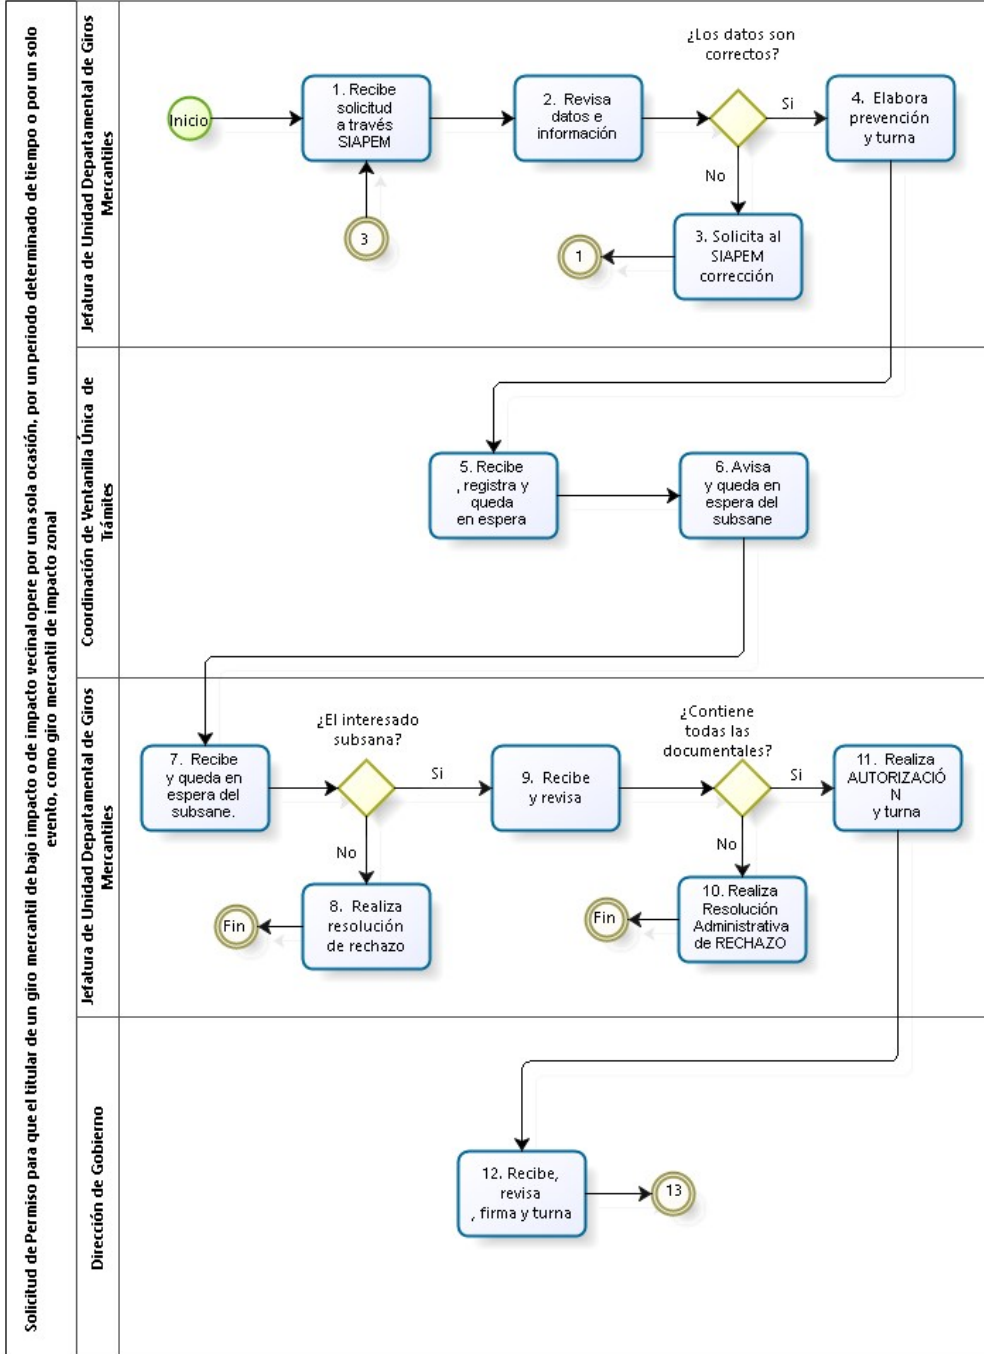 Solicitud de Permiso para que el titular de un giro mercantil de bajo impacto o de impacto vecinal opere por una sola ocasión, por un periodo determinado de tiempo o por un solo
evento, como giro mercantil de impacto zonal
Jefatura de Unidad Departamental de Giros
Mercantiles
Inicio
1. Recibe
solicitud
a través
SIAPEM
2. Revisa
datos e
información
¿Los datos son
correctos?
Si
4. Elabora
prevención
y turna
No
3
1
3. Solicita al
SIAPEM
corrección
Coordinación de Ventanilla Única de
Trámites
5. Recibe
, registra y
queda
en espera
6. Avisa
y queda en
espera del
subsane
Jefatura de Unidad Departamental de Giros
Mercantiles
7. Recibe
y queda en
espera del
subsane.
¿El interesado
subsana?
Si
9. Recibe
y revisa
¿Contiene
todas las
documentales?
Si
11. Realiza
AUTORIZACIÓ
N
y turna
No
No
Fin
8. Realiza
resolución
de rechazo
Fin
10. Realiza
Resolución
Administrativa
de RECHAZO
Dirección de Gobierno
12. Recibe,
revisa
, firma y turna
13